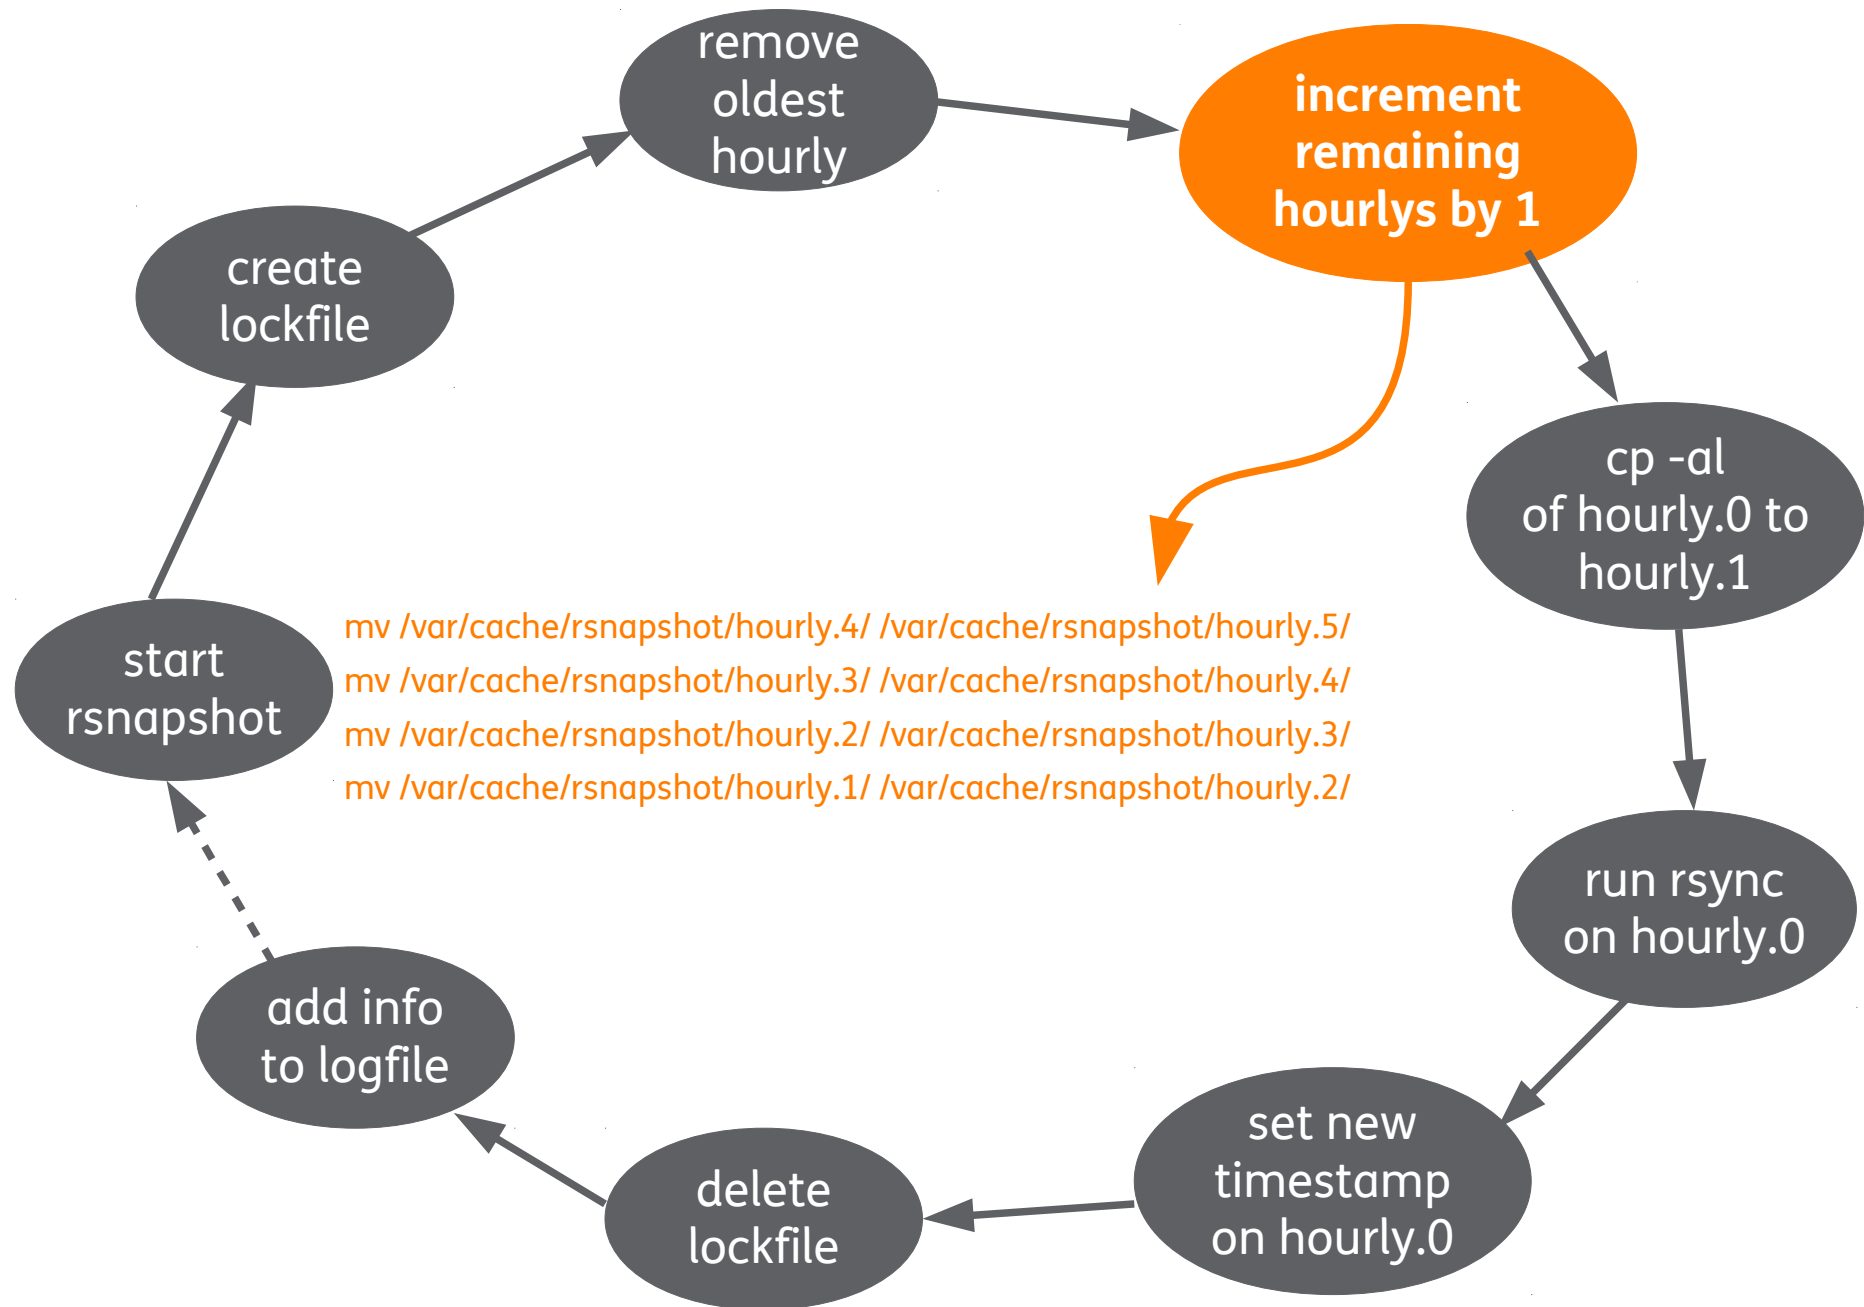 remove
oldest
hourly
increment
remaining
hourlys by 1
create
lockfile
cp -al
of hourly.0 to
hourly.1
start
rsnapshot
mv /var/cache/rsnapshot/hourly.4/ /var/cache/rsnapshot/hourly.5/
mv /var/cache/rsnapshot/hourly.3/ /var/cache/rsnapshot/hourly.4/
mv /var/cache/rsnapshot/hourly.2/ /var/cache/rsnapshot/hourly.3/
mv /var/cache/rsnapshot/hourly.1/ /var/cache/rsnapshot/hourly.2/
run rsync
on hourly.0
add info
to logfile
set new
timestamp
on hourly.0
delete
lockfile